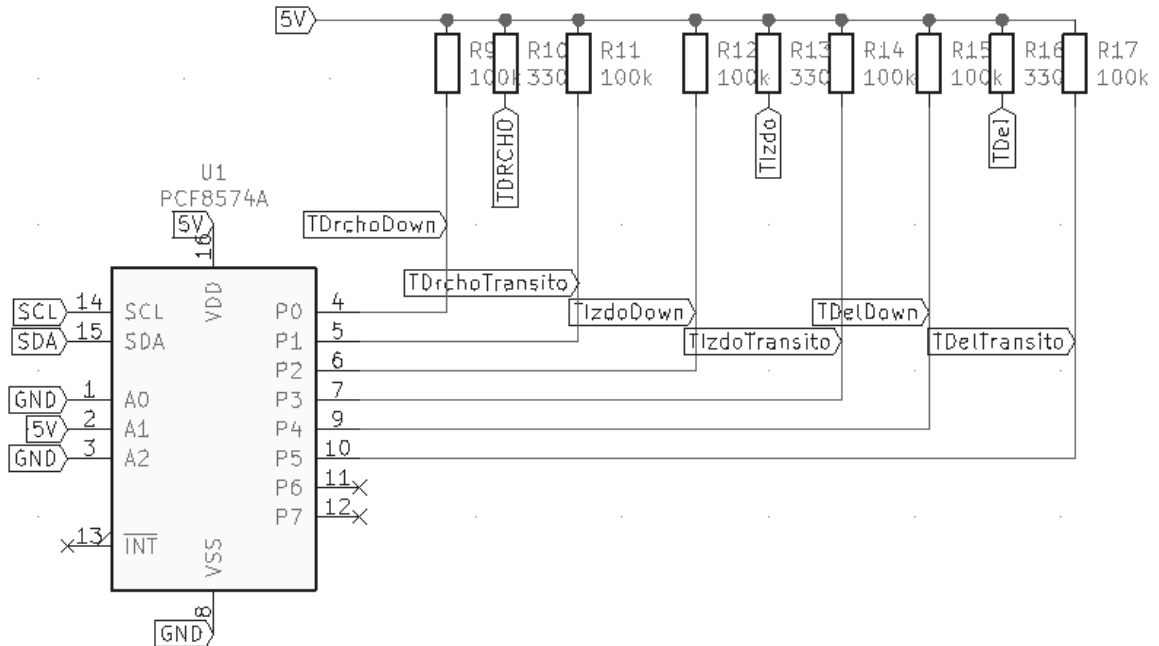 5V
R9
100k
R10
330
R11
100k
R12
100k
R13
330
R14
100k
R15
100k
R16
330
R17
100k
TDRCHO
TIzdo
TDel
U1
PCF8574A
5V
16
VDD
TDrchoDown
TDrchoTransito
TIzdoDown
TIzdoTransito
TDelDown
TDelTransito
SCL 14 SCL
SDA 15 SDA
GND 1 A0
5V 2 A1
GND 3 A2
13 INT
P0 4
P1 5
P2 6
P3 7
P4 9
P5 10
P6 11
P7 12
VSS
8
GND